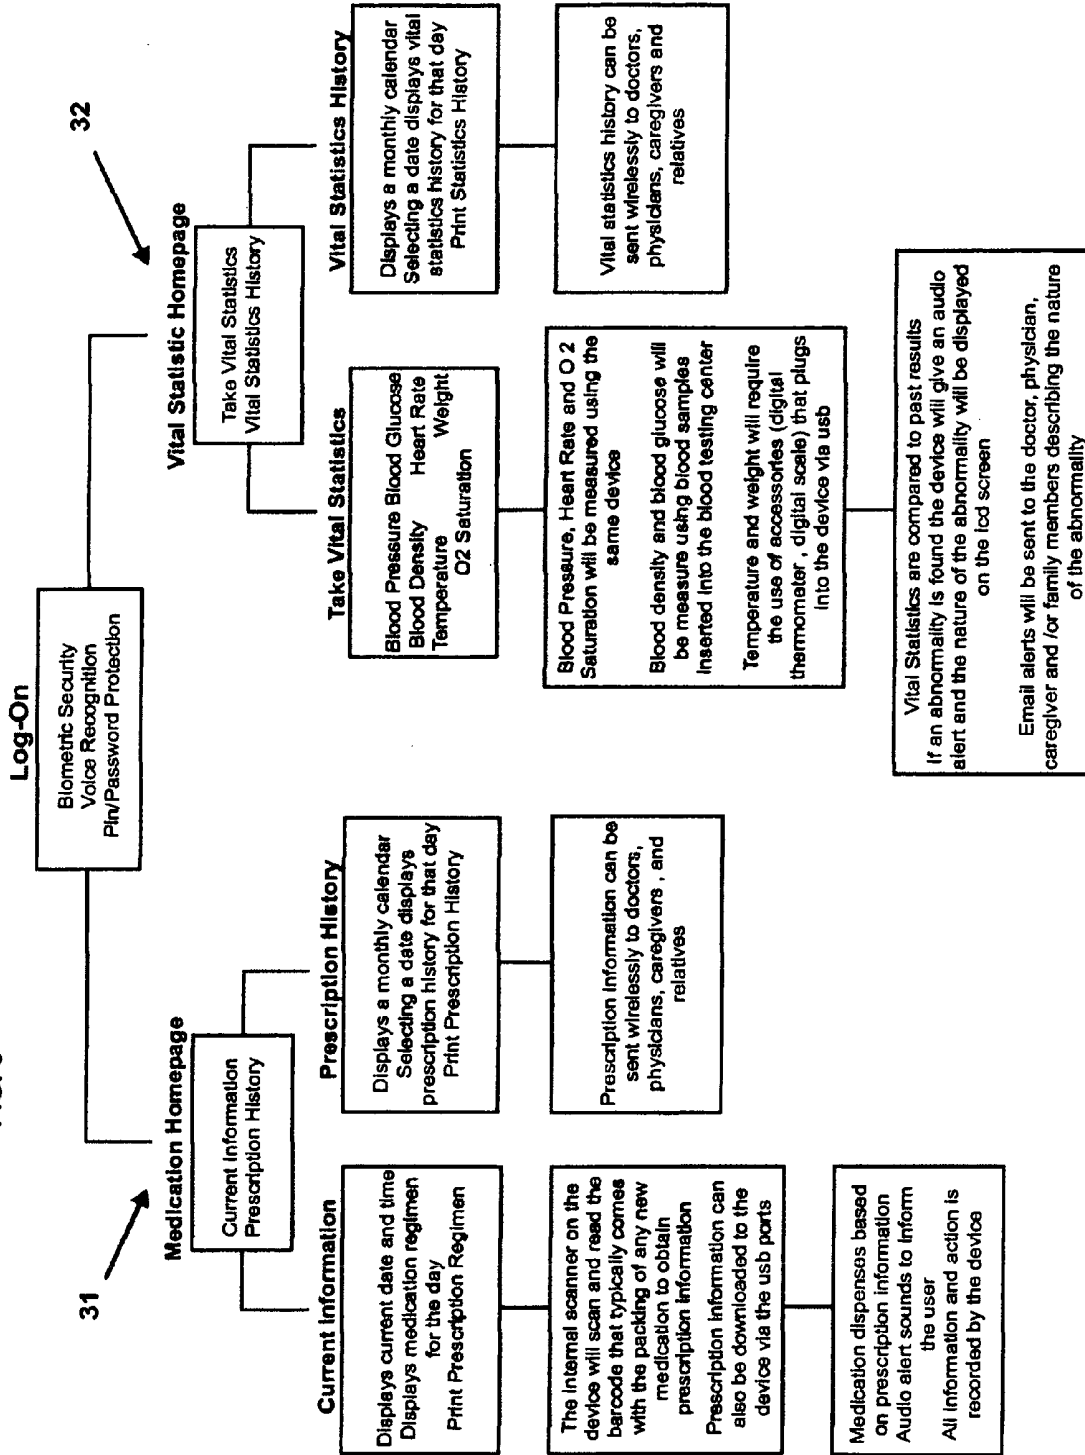 Log-On
Biometric Security
Voice Recognition
Pin/Password Protection
31
Medication Homepage
Current Information
Prescription History
32
Vital Statistic Homepage
Take Vital Statistics
Vital Statistics History
Current Information
Displays current date and time
Displays medication regimen
for the day
Print Prescription Regimen
The internal scanner on the
device will scan and read the
barcode that typically comes
with the packing of any new
medication to obtain
prescription information
Prescription information can
also be downloaded to the
device via the usb ports
Medication dispenses based
on prescription information
Audio alert sounds to inform
the user
All information and action is
recorded by the device
Prescription History
Displays a monthly calendar
Selecting a date displays
prescription history for that day
Print Prescription History
Prescription information can be
sent wirelessly to doctors,
physicians, caregivers , and
relatives
Take Vital Statistics
Blood Pressure Blood Glucose
Blood Density Heart Rate
Temperature Weight
O2 Saturation
Blood Pressure, Heart Rate and O 2
Saturation will be measured using the
same device
Blood density and blood glucose will
be measure using blood samples
inserted into the blood testing center
Temperature and weight will require
the use of accessories (digital
thermometer , digital scale) that plugs
into the device via usb
Vital Statistics are compared to past results
If an abnormality is found the device will give an audio
alert and the nature of the abnormality will be displayed
on the lcd screen
Email alerts will be sent to the doctor, physician,
caregiver and /or family members describing the nature
of the abnormality
Vital Statistics History
Displays a monthly calendar
Selecting a date displays vital
statistics history for that day
Print Statistics History
Vital statistics history can be
sent wirelessly to doctors,
physicians, caregivers and
relatives